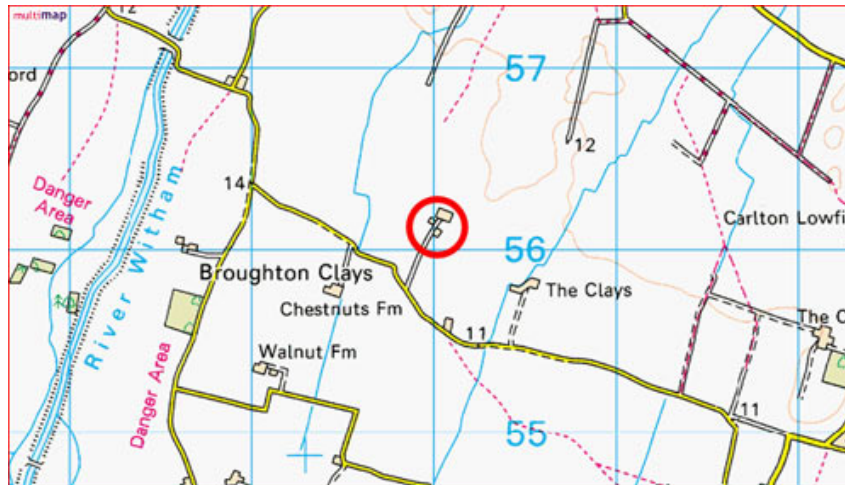 multimap
12
ord
57
12
Danger
Area
14
River Witham
Carlton Lowfi
56
Broughton Clays
The Clays
Chestnuts Fm
The C
11
Walnut Fm
Danger Area
11
55